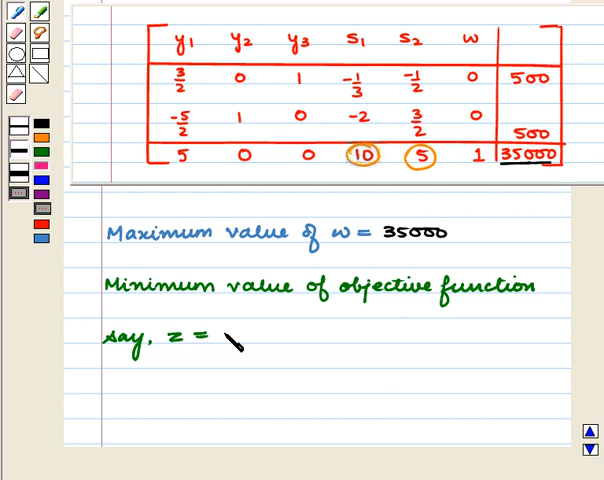 y1 y2 y3 s1 s2 w
3/2 0 1 -1/3 -1/2 0 500
-5/2 1 0 -2 3/2 0 500
5 0 0 10 5 1 35000
Maximum value of w = 35000
Minimum value of objective function
say, z =